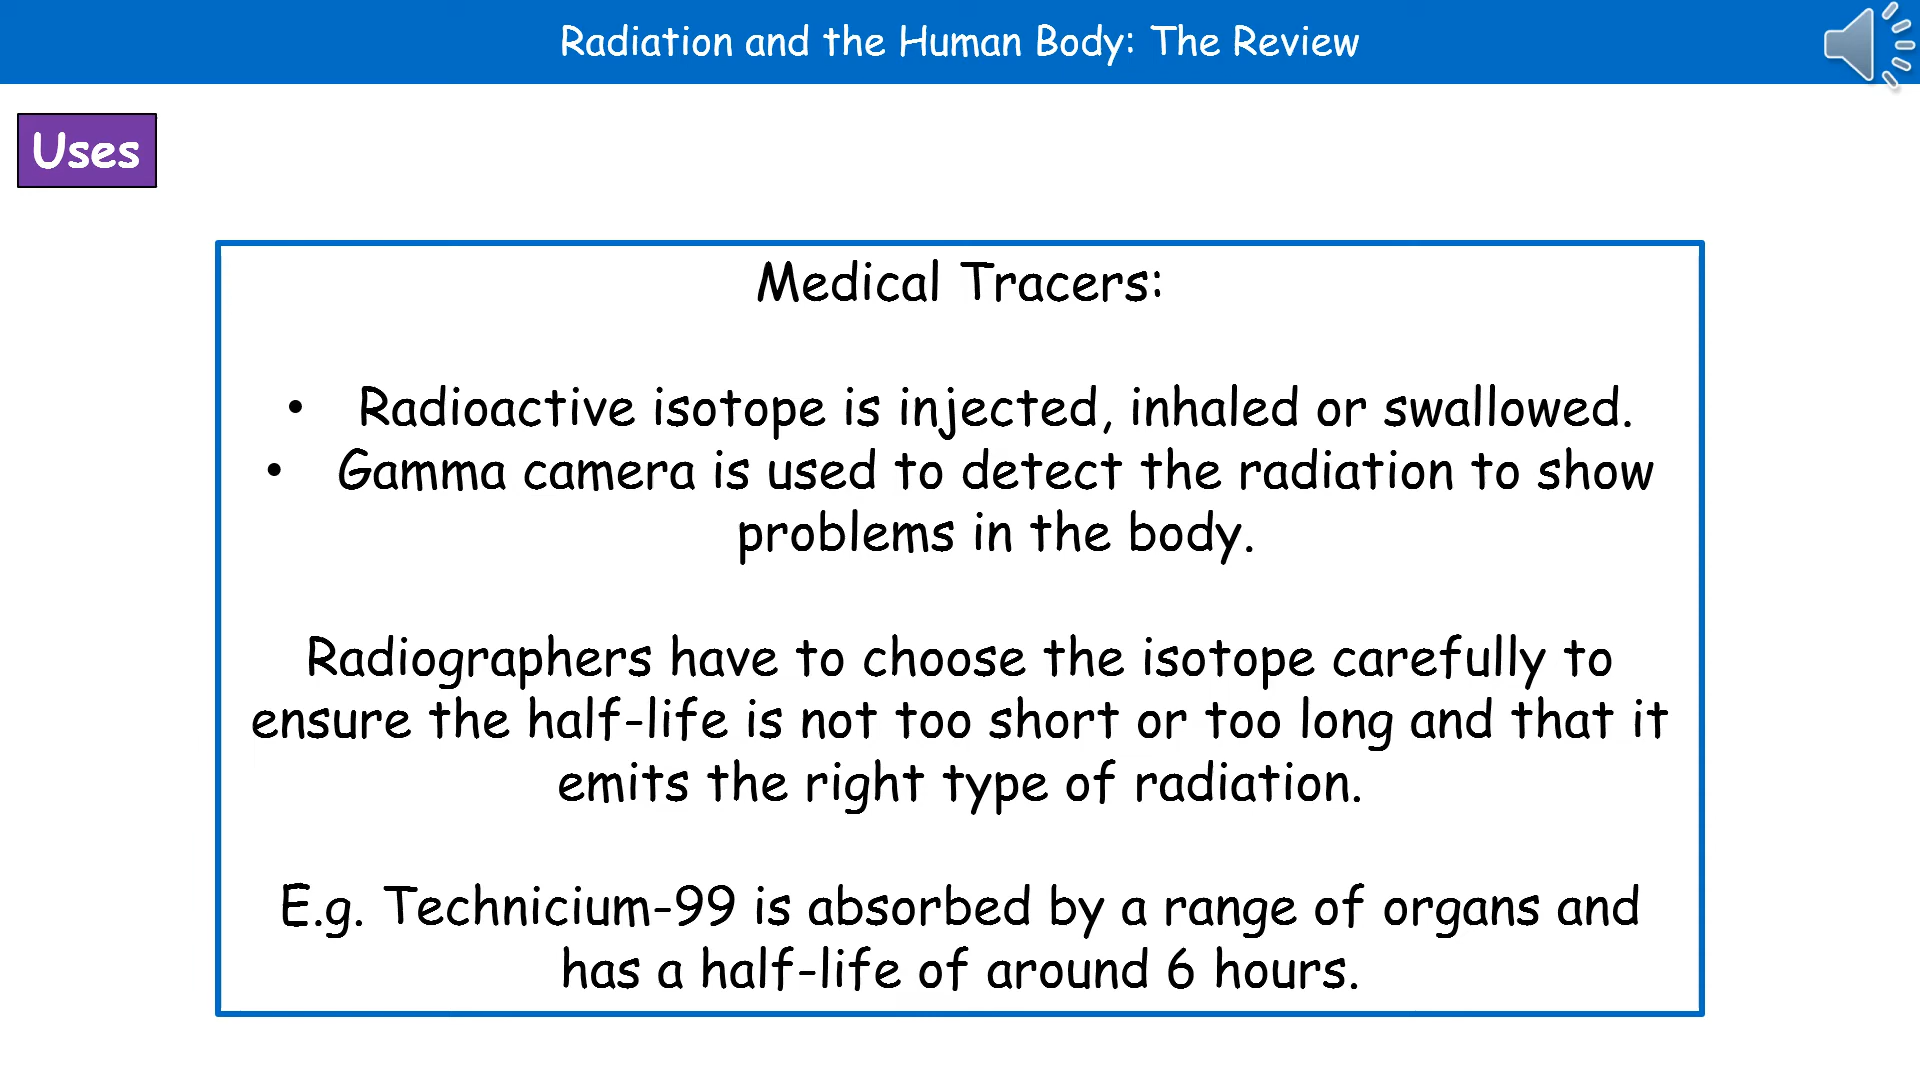 Radiation and the Human Body: The Review
Uses
Medical Tracers:
• Radioactive isotope is injected, inhaled or swallowed.
• Gamma camera is used to detect the radiation to show
problems in the body.
Radiographers have to choose the isotope carefully to
ensure the half-life is not too short or too long and that it
emits the right type of radiation.
E.g. Technicium-99 is absorbed by a range of organs and
has a half-life of around 6 hours.